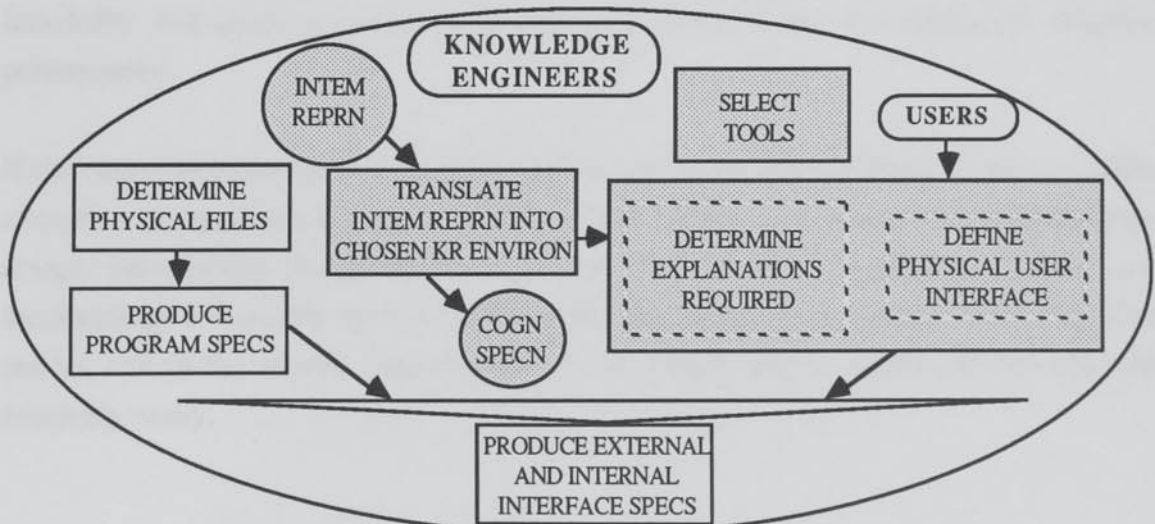 KNOWLEDGE
ENGINEERS
INTEM
REPRN
SELECT
TOOLS
USERS
DETERMINE
PHYSICAL FILES
TRANSLATE
INTEM REPRN INTO
CHOSEN KR ENVIRON
DETERMINE
EXPLANATIONS
REQUIRED
DEFINE
PHYSICAL USER
INTERFACE
PRODUCE
PROGRAM SPECS
COGN
SPECN
PRODUCE EXTERNAL
AND INTERNAL
INTERFACE SPECS